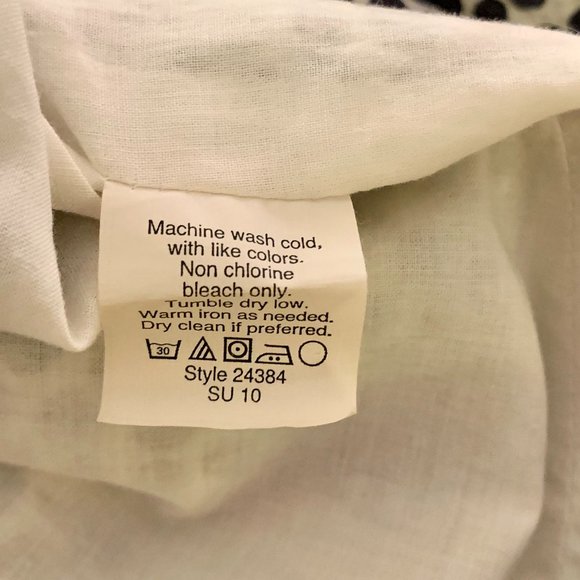 Machine wash cold,
with like colors.
Non chlorine
bleach only.
Tumble dry low.
Warm iron as needed.
Dry clean if preferred.
30
Style 24384
SU 10